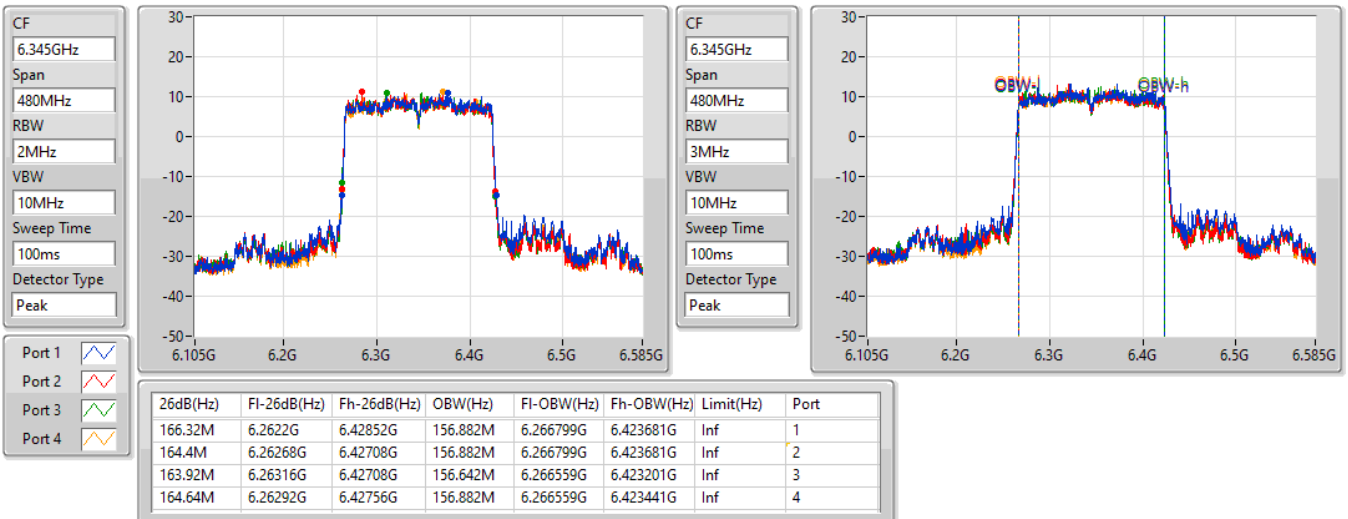 CF
6.345GHz
Span
480MHz
RBW
2MHz
VBW
10MHz
Sweep Time
100ms
Detector Type
Peak
30
20
10
0
-10
-20
-30
-40
-50
6.105G 6.2G 6.3G 6.4G 6.5G 6.585G
CF
6.345GHz
Span
480MHz
RBW
3MHz
VBW
10MHz
Sweep Time
100ms
Detector Type
Peak
30
20
10
0
-10
-20
-30
-40
-50
OBW-l OBW-h
6.105G 6.2G 6.3G 6.4G 6.5G 6.585G
Port 1
Port 2
Port 3
Port 4
26dB(Hz) Fl-26dB(Hz) Fh-26dB(Hz) OBW(Hz) Fl-OBW(Hz) Fh-OBW(Hz) Limit(Hz) Port
166.32M 6.2622G 6.42852G 156.882M 6.266799G 6.423681G Inf 1
164.4M 6.26268G 6.42708G 156.882M 6.266799G 6.423681G Inf 2
163.92M 6.26316G 6.42708G 156.642M 6.266559G 6.423201G Inf 3
164.64M 6.26292G 6.42756G 156.882M 6.266559G 6.423441G Inf 4